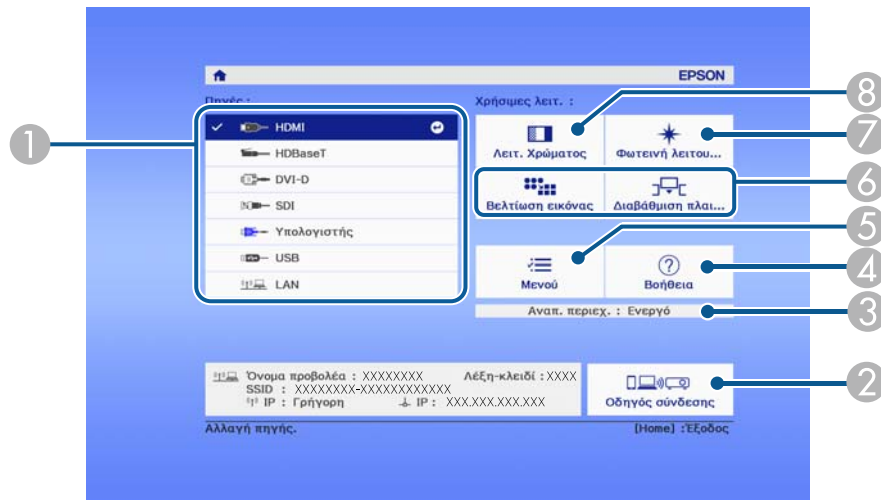 EPSON
Πηγές :
Χρήσιμες λειτ. :
HDMI
HDBaseT
DVI-D
SDI
Υπολογιστής
USB
LAN
Λειτ. Χρώματος
Φωτεινή λειτου...
Βελτίωση εικόνας
Διαβάθμιση πλαι...
Μενού
Βοήθεια
Αναπ. περιεχ. : Ενεργό
Όνομα προβολέα : XXXXXXXX
Λέξη-κλειδί : XXXX
SSID : XXXXXXXX-XXXXXXXXXXXX
IP : Γρήγορη
IP : XXX.XXX.XXX.XXX
Οδηγός σύνδεσης
Αλλαγή πηγής.
[Home] :Έξοδος
1
8
7
6
5
4
3
2